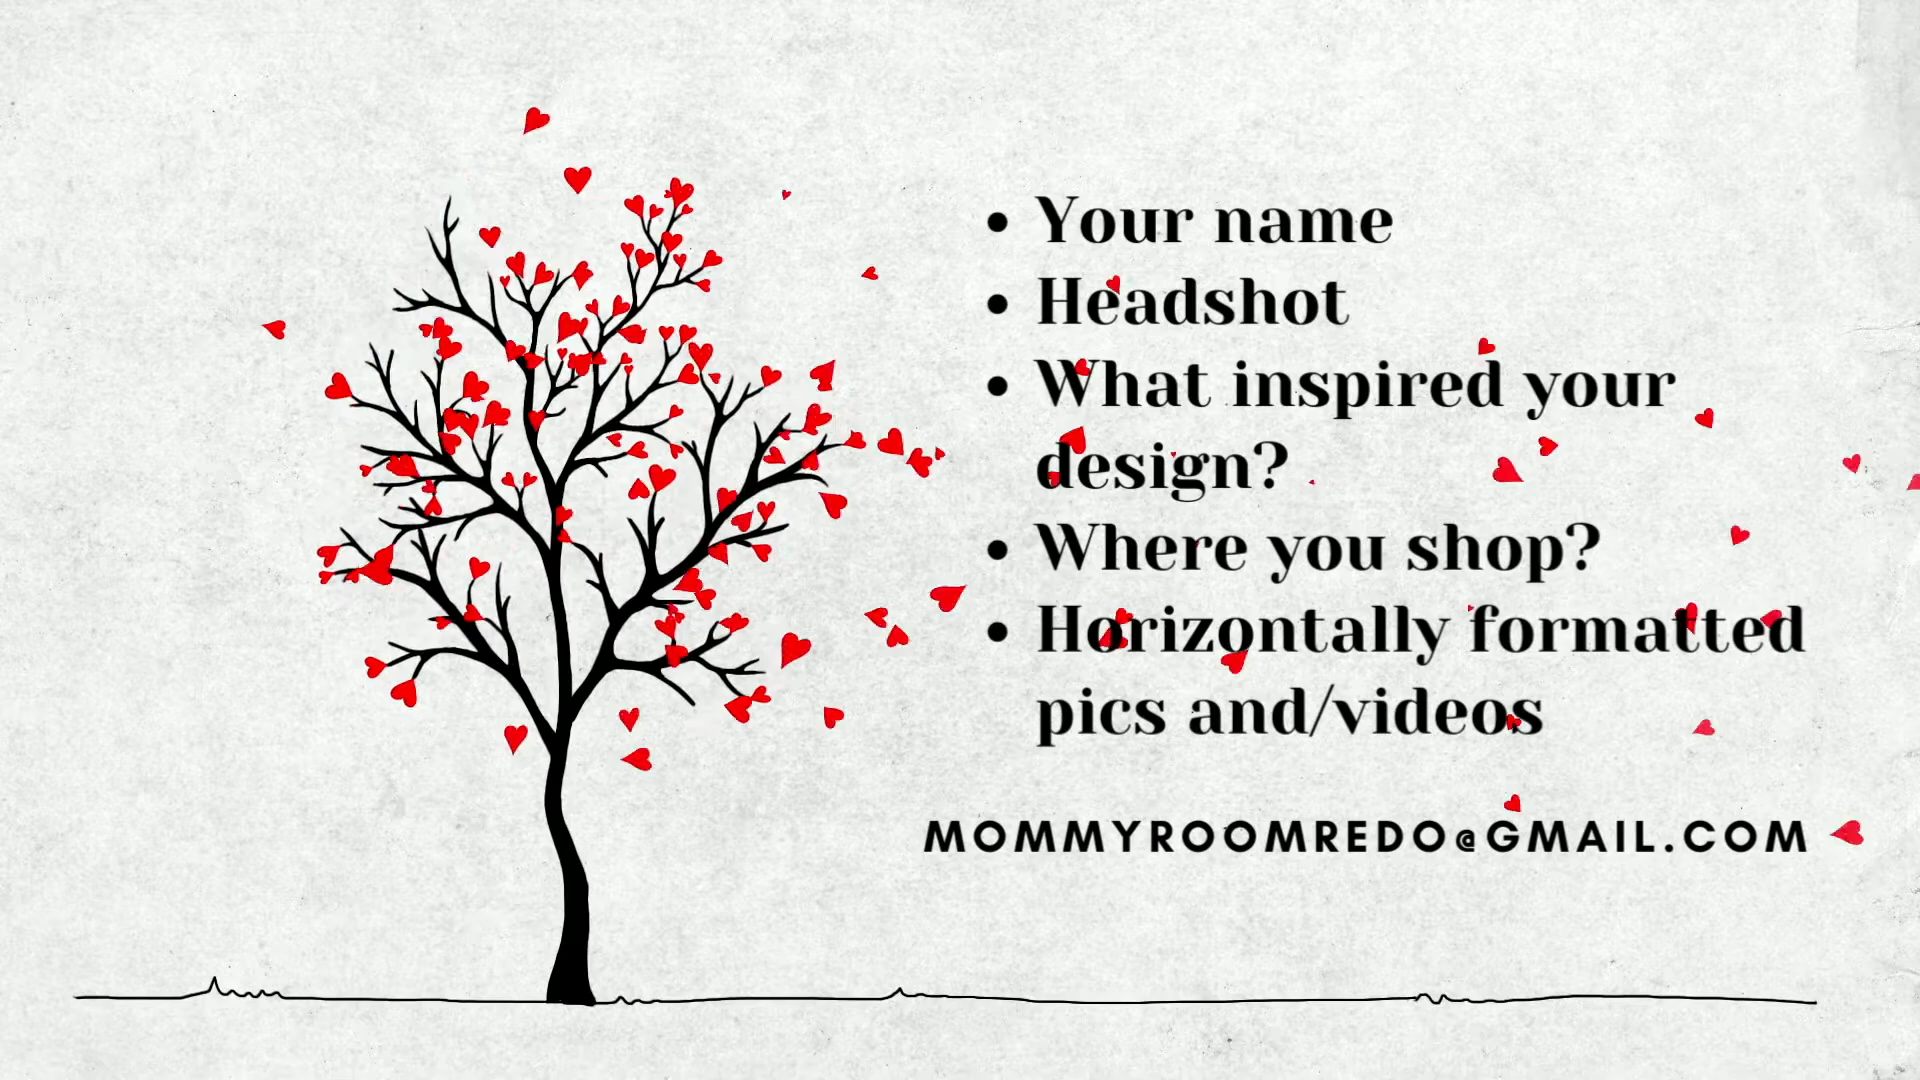 • Your name
• Headshot
• What inspired your
design?
• Where you shop?
• Horizontally formatted
pics and/videos
MOMMYROOMREDO@GMAIL.COM